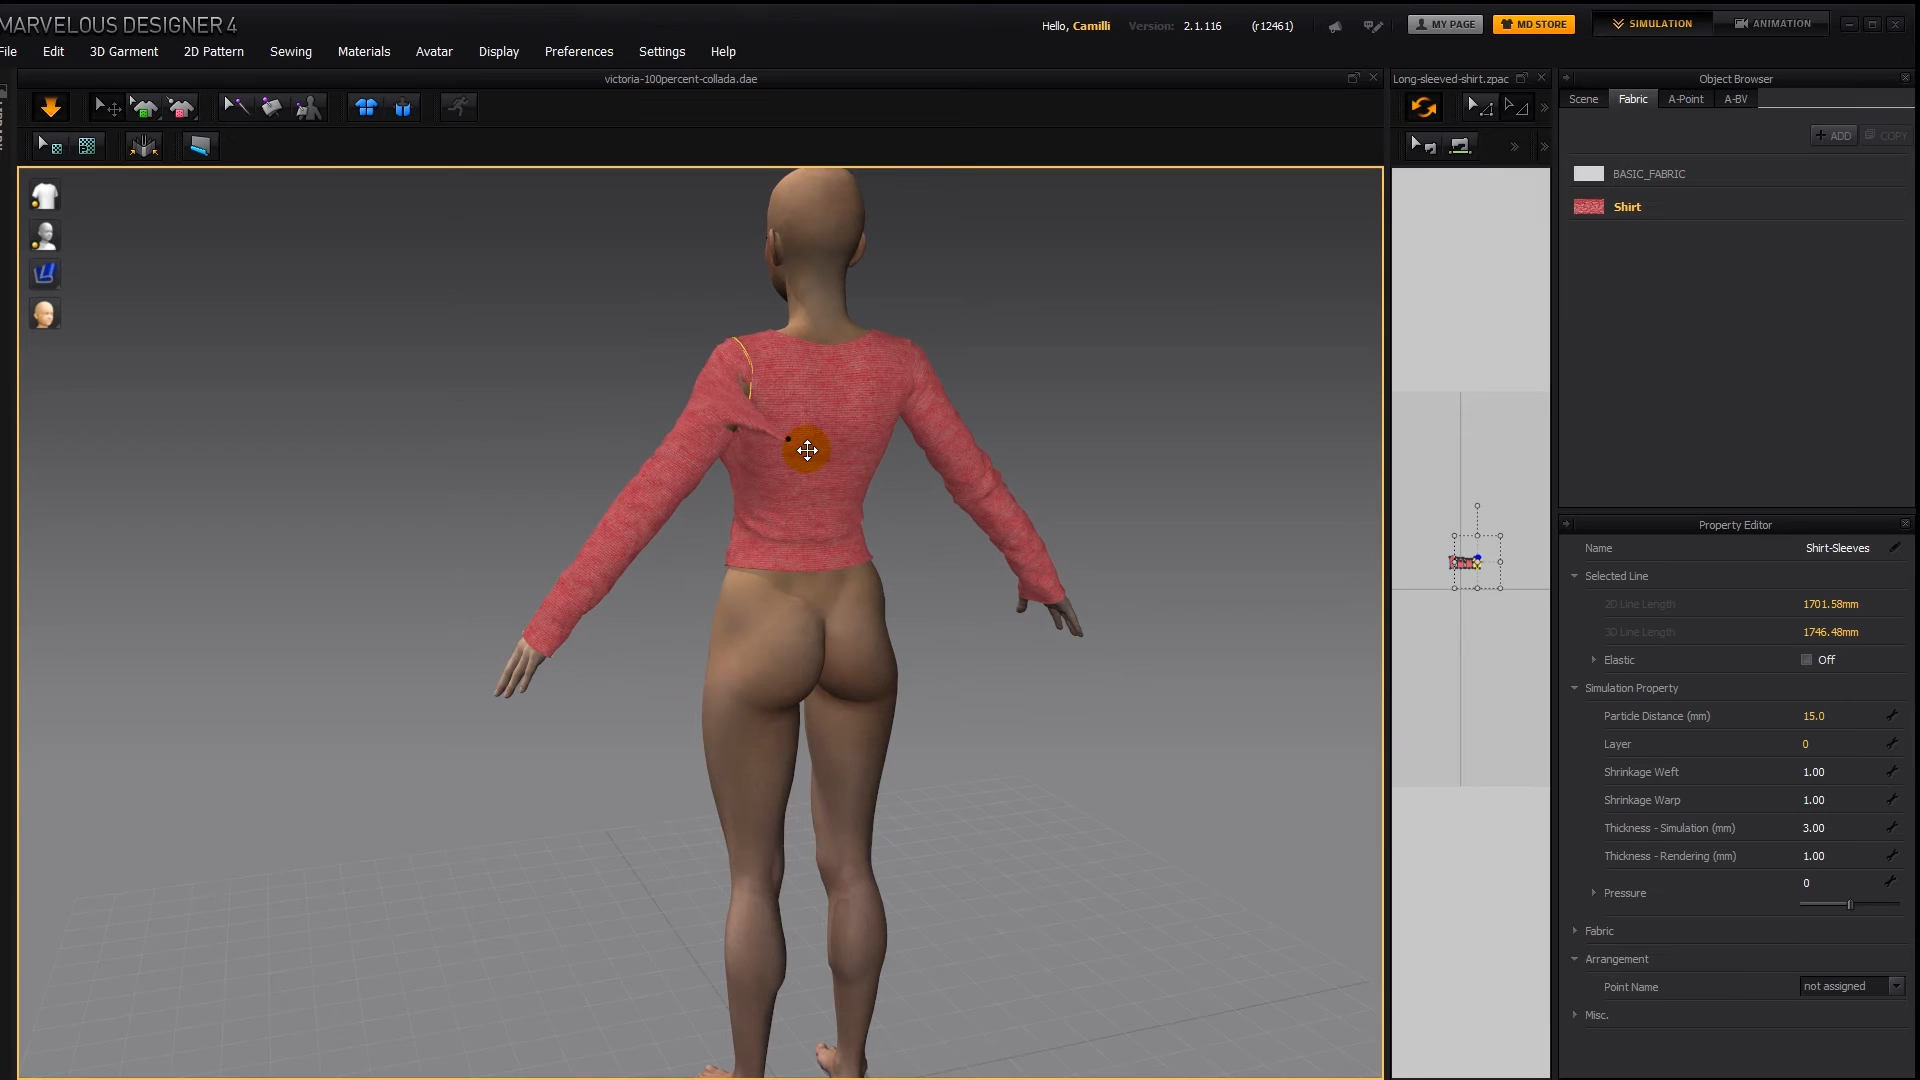 MARVELOUS DESIGNER 4
Hello, Camilli Version: 2.1.116 (r12461) MY PAGE MD STORE SIMULATION ANIMATION
File Edit 3D Garment 2D Pattern Sewing Materials Avatar Display Preferences Settings Help
victoria-100percent-collada.dae
Long-sleeved-shirt.zpac
Object Browser
Scene Fabric A-Point A-BV
+ ADD COPY
BASIC_FABRIC
Shirt
Property Editor
Name Shirt-Sleeves
Selected Line
2D Line Length 1701.58mm
3D Line Length 1746.48mm
Elastic Off
Simulation Property
Particle Distance (mm) 15.0
Layer 0
Shrinkage Weft 1.00
Shrinkage Warp 1.00
Thickness - Simulation (mm) 3.00
Thickness - Rendering (mm) 1.00
Pressure 0
Fabric
Arrangement
Point Name not assigned
Misc.